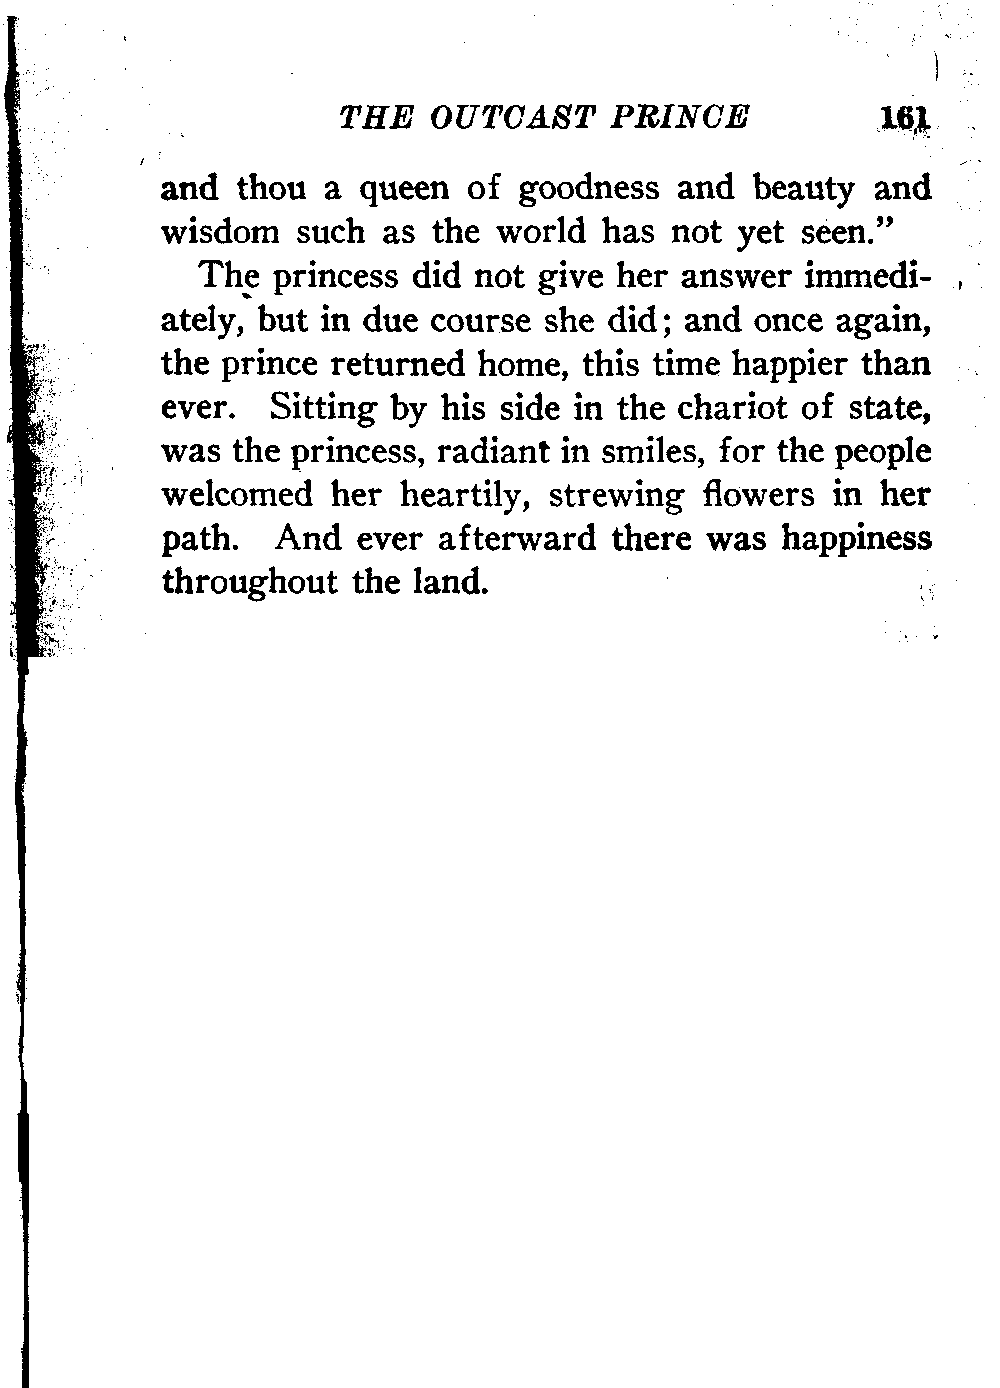 THE OUTCAST PRINCE 161
and thou a queen of goodness and beauty and
wisdom such as the world has not yet seen."
The princess did not give her answer immedi-
ately, but in due course she did; and once again,
the prince returned home, this time happier than
ever. Sitting by his side in the chariot of state,
was the princess, radiant in smiles, for the people
welcomed her heartily, strewing flowers in her
path. And ever afterward there was happiness
throughout the land.